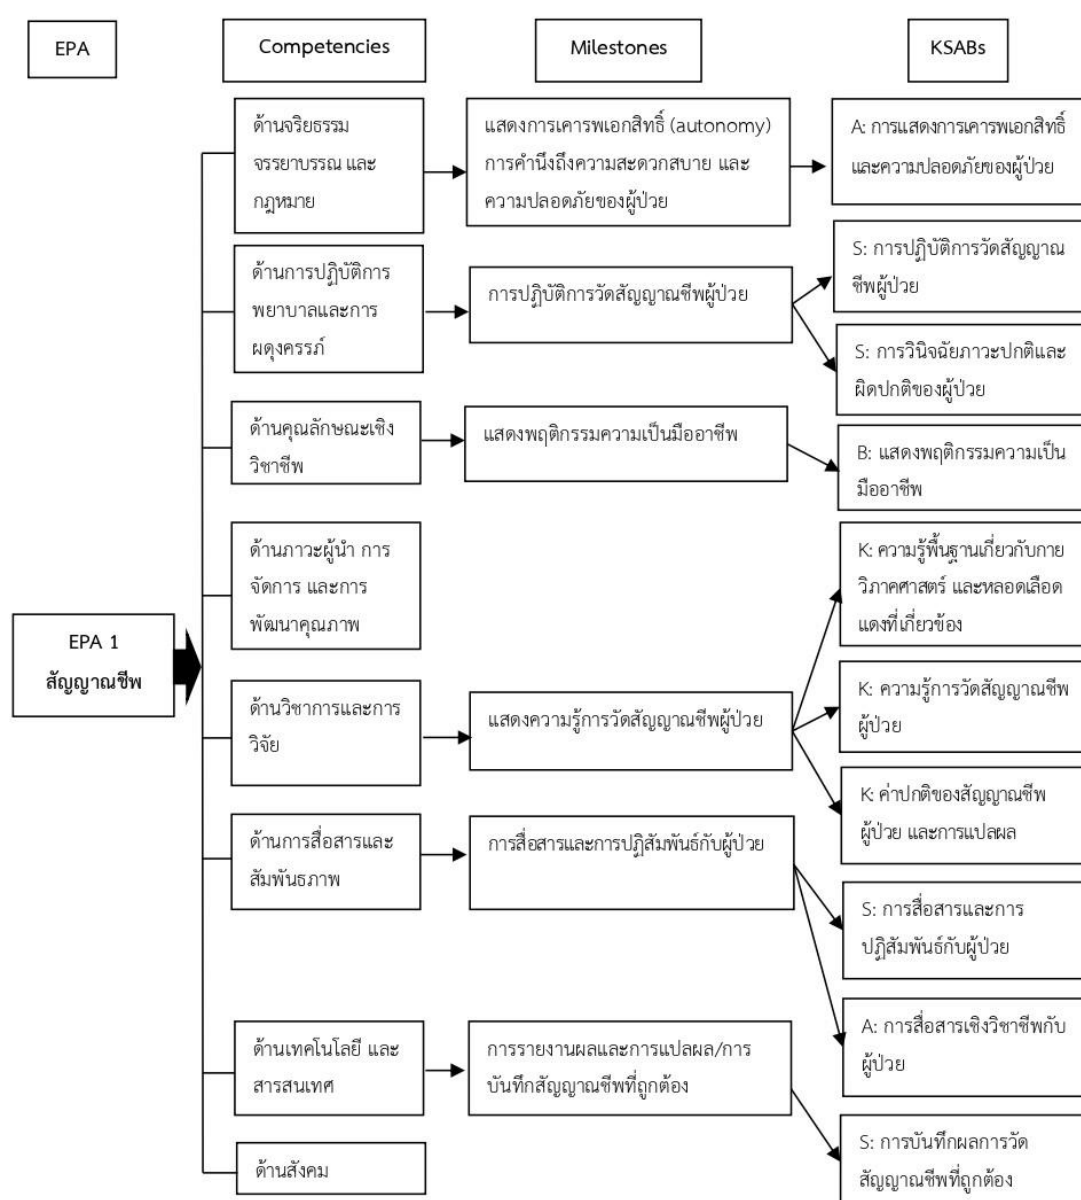 EPA
Competencies
Milestones
KSABs
ด้านจริยธรรม
จรรยาบรรณ และ
กฎหมาย
แสดงการเคารพเอกสิทธิ์ (autonomy)
การคำนึงถึงความสะดวกสบาย และ
ความปลอดภัยของผู้ป่วย
A: การแสดงการเคารพเอกสิทธิ์
และความปลอดภัยของผู้ป่วย
ด้านการปฏิบัติการ
พยาบาลและการ
ผดุงครรภ์
การปฏิบัติการวัดสัญญาณชีพผู้ป่วย
S: การปฏิบัติการวัดสัญญาณ
ชีพผู้ป่วย
S: การวินิจฉัยภาวะปกติและ
ผิดปกติของผู้ป่วย
ด้านคุณลักษณะเชิง
วิชาชีพ
แสดงพฤติกรรมความเป็นมืออาชีพ
B: แสดงพฤติกรรมความเป็น
มืออาชีพ
ด้านภาวะผู้นำ การ
จัดการ และการ
พัฒนาคุณภาพ
K: ความรู้พื้นฐานเกี่ยวกับกาย
วิภาคศาสตร์ และหลอดเลือด
แดงที่เกี่ยวข้อง
EPA 1
สัญญาณชีพ
ด้านวิชาการและการ
วิจัย
แสดงความรู้การวัดสัญญาณชีพผู้ป่วย
K: ความรู้การวัดสัญญาณชีพ
ผู้ป่วย
K: ค่าปกติของสัญญาณชีพ
ผู้ป่วย และการแปลผล
ด้านการสื่อสารและ
สัมพันธภาพ
การสื่อสารและการปฏิสัมพันธ์กับผู้ป่วย
S: การสื่อสารและการ
ปฏิสัมพันธ์กับผู้ป่วย
A: การสื่อสารเชิงวิชาชีพกับ
ผู้ป่วย
ด้านเทคโนโลยี และ
สารสนเทศ
การรายงานผลและการแปลผล/การ
บันทึกสัญญาณชีพที่ถูกต้อง
S: การบันทึกผลการวัด
สัญญาณชีพที่ถูกต้อง
ด้านสังคม